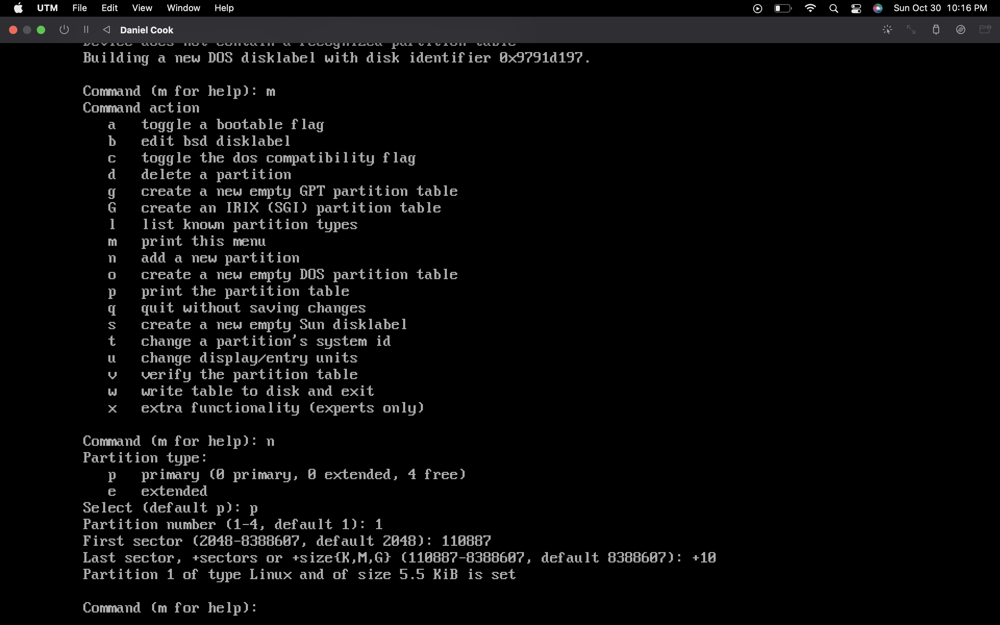 UTM File Edit View Window Help Sun Oct 30 10:16 PM
Daniel Cook
Device does not contain a recognized partition table
Building a new DOS disklabel with disk identifier 0x9791d197.
Command (m for help): m
Command action
a toggle a bootable flag
b edit bsd disklabel
c toggle the dos compatibility flag
d delete a partition
g create a new empty GPT partition table
G create an IRIX (SGI) partition table
l list known partition types
m print this menu
n add a new partition
o create a new empty DOS partition table
p print the partition table
q quit without saving changes
s create a new empty Sun disklabel
t change a partition's system id
u change display/entry units
v verify the partition table
w write table to disk and exit
x extra functionality (experts only)
Command (m for help): n
Partition type:
p primary (0 primary, 0 extended, 4 free)
e extended
Select (default p): p
Partition number (1-4, default 1): 1
First sector (2048-8388607, default 2048): 110887
Last sector, +sectors or +size{K,M,G} (110887-8388607, default 8388607): +10
Partition 1 of type Linux and of size 5.5 KiB is set
Command (m for help):